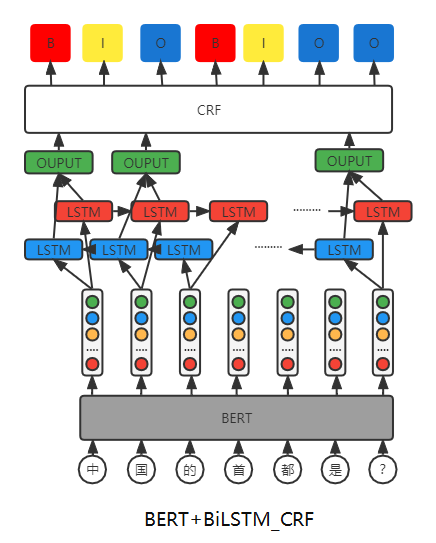 B I O B I O O
CRF
OUPUT OUPUT OUPUT
LSTM LSTM LSTM ......... LSTM
LSTM LSTM LSTM ......... LSTM
.... .... .... .... .... .... ....
BERT
中 国 的 首 都 是 ?
BERT+BiLSTM_CRF